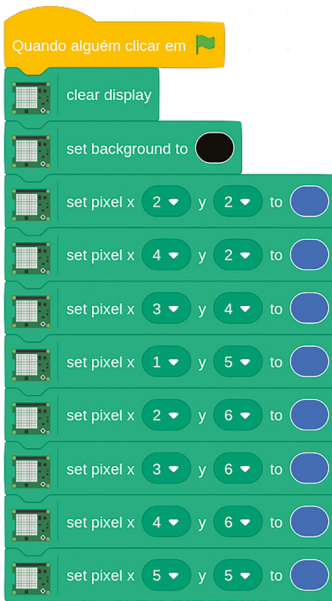 Quando alguém clicar em
clear display
set background to
set pixel x 2 y 2 to
set pixel x 4 y 2 to
set pixel x 3 y 4 to
set pixel x 1 y 5 to
set pixel x 2 y 6 to
set pixel x 3 y 6 to
set pixel x 4 y 6 to
set pixel x 5 y 5 to